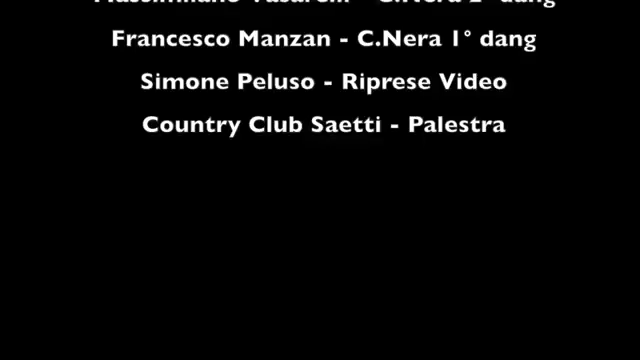 Francesco Manzan - C.Nera 1° dang
Simone Peluso - Riprese Video
Country Club Saetti - Palestra